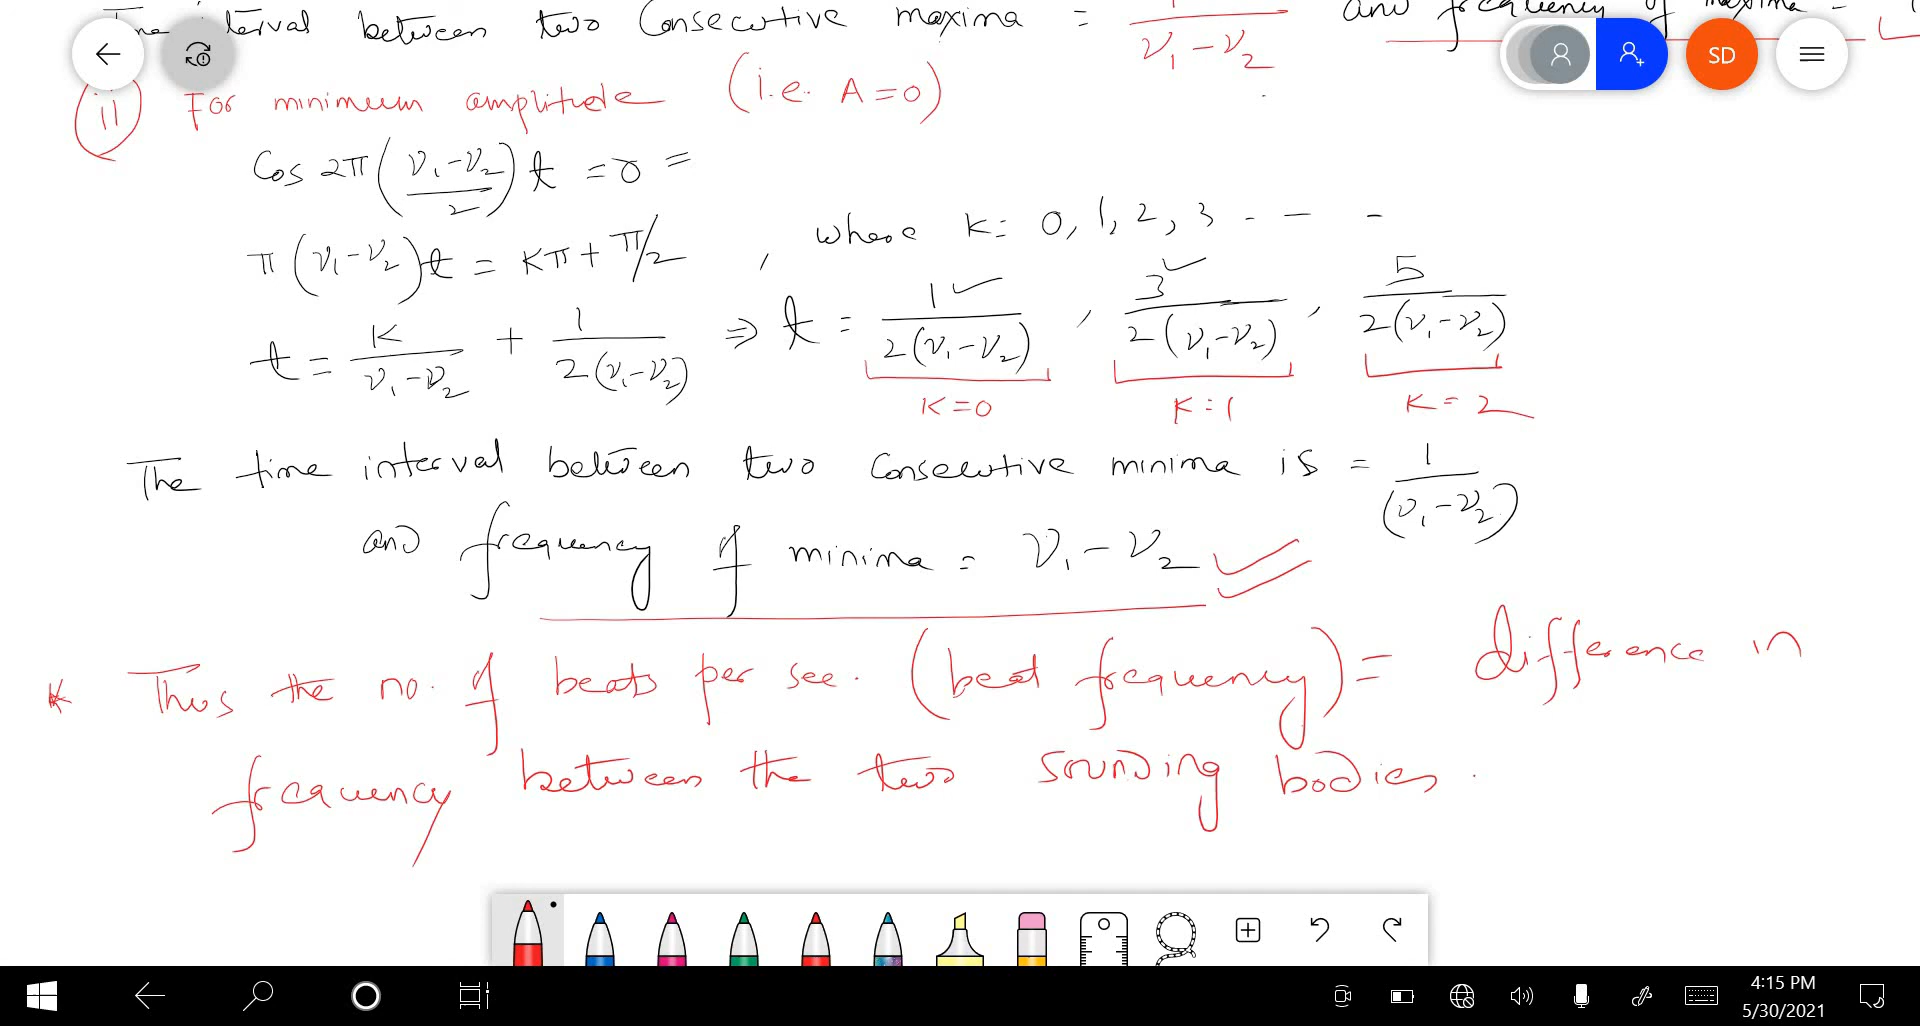 interval between two Consecutive maxima = 1/(ν₁-ν₂) and frequency of maxima =
SD
(ii) For minimum amplitude (i.e. A=0)
Cos 2π((ν₁-ν₂)/2)t = 0 =
π(ν₁-ν₂)t = Kπ + π/2 , where K = 0, 1, 2, 3 - - -
t = K/(ν₁-ν₂) + 1/(2(ν₁-ν₂)) ⇒ t = 1/(2(ν₁-ν₂)) , 3/(2(ν₁-ν₂)) , 5/(2(ν₁-ν₂))
K=0 K=1 K=2
The time interval between two Consecutive minima is = 1/(ν₁-ν₂)
and frequency of minima = ν₁-ν₂
* Thus the no. of beats per sec. (beat frequency) = difference in
frequency between the two sounding bodies.
4:15 PM
5/30/2021